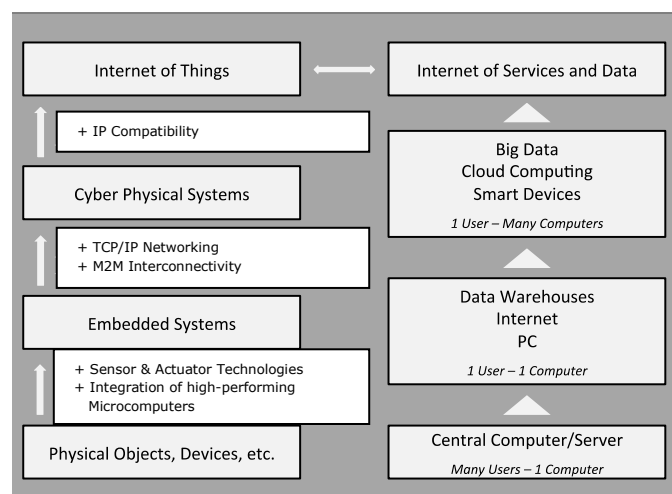 Internet of Things
+ IP Compatibility
Cyber Physical Systems
+ TCP/IP Networking
+ M2M Interconnectivity
Embedded Systems
+ Sensor & Actuator Technologies
+ Integration of high-performing
Microcomputers
Physical Objects, Devices, etc.
Internet of Services and Data
Big Data
Cloud Computing
Smart Devices
1 User – Many Computers
Data Warehouses
Internet
PC
1 User – 1 Computer
Central Computer/Server
Many Users – 1 Computer